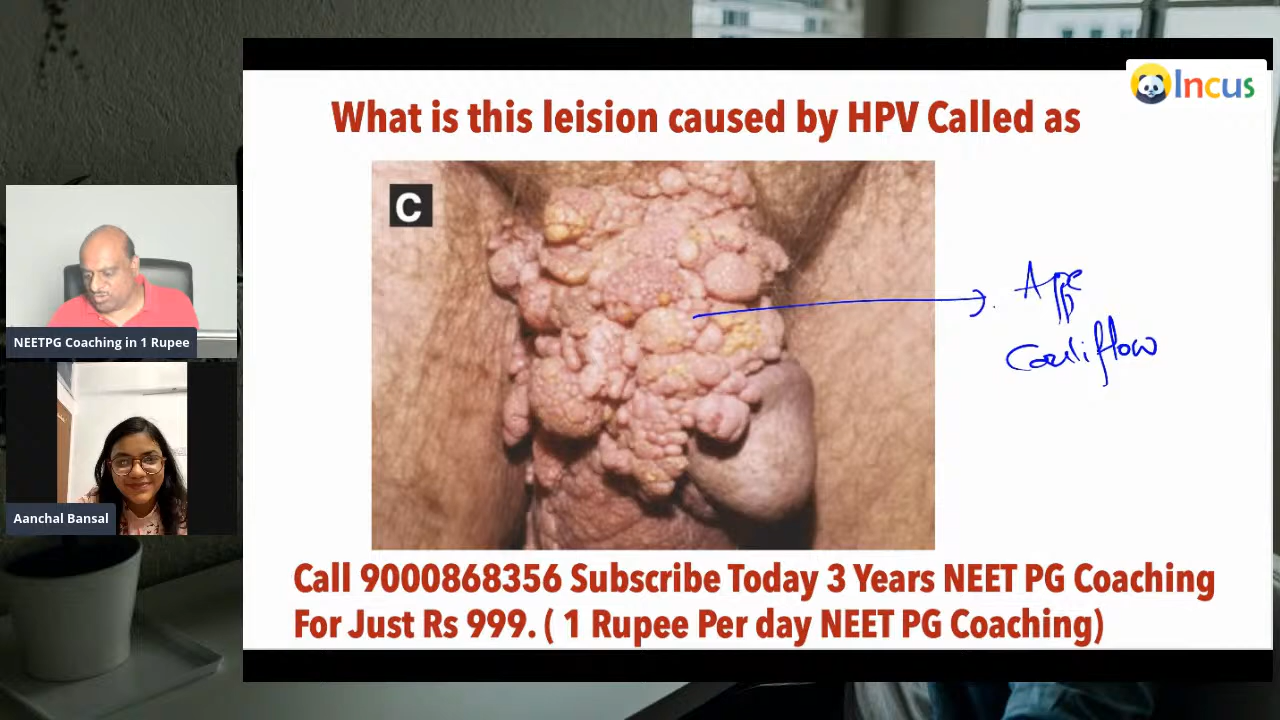 Incus
What is this leision caused by HPV Called as
C
App
Cauliflow
NEETPG Coaching in 1 Rupee
Aanchal Bansal
Call 9000868356 Subscribe Today 3 Years NEET PG Coaching
For Just Rs 999. ( 1 Rupee Per day NEET PG Coaching)